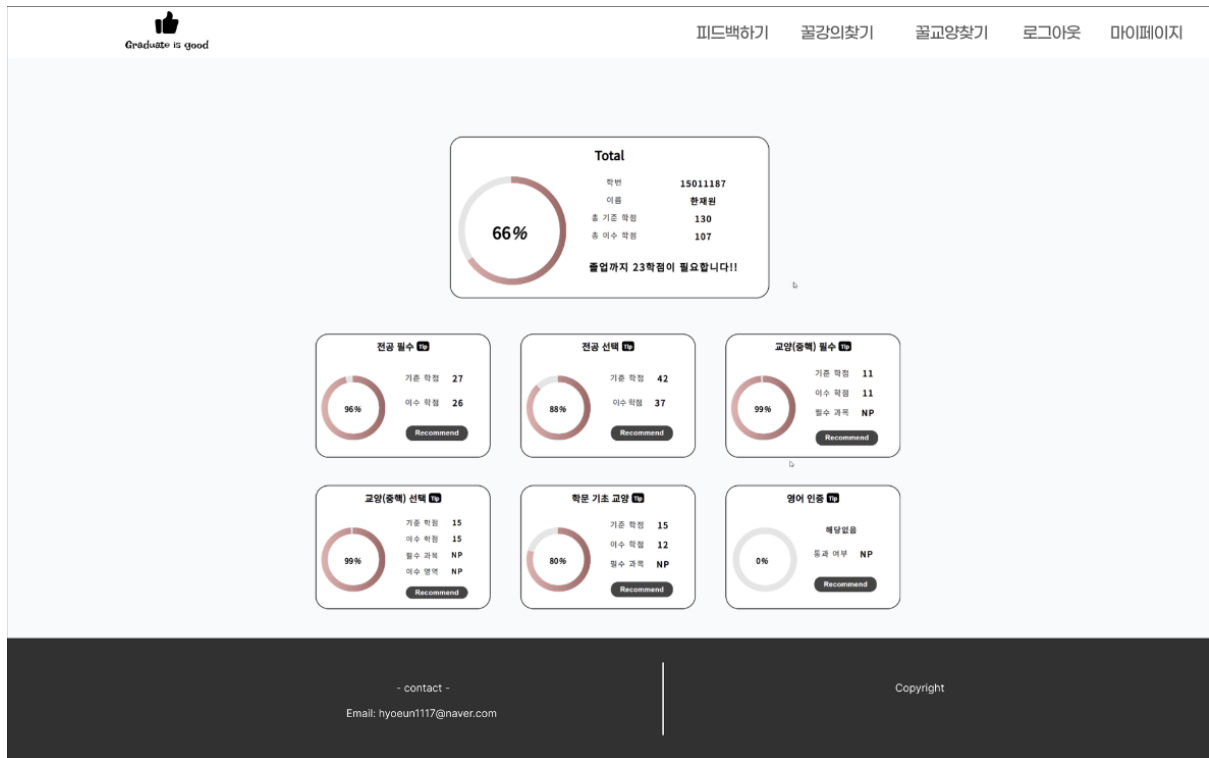 Graduate is good
피드백하기 꿀강의찾기 꿀교양찾기 로그아웃 마이페이지
Total
66%
학번 15011187
이름 한재원
총 기준 학점 130
총 이수 학점 107
졸업까지 23학점이 필요합니다!!
전공 필수 Tip
96%
기준 학점 27
이수 학점 26
Recommend
전공 선택 Tip
88%
기준 학점 42
이수 학점 37
Recommend
교양(중핵) 필수 Tip
99%
기준 학점 11
이수 학점 11
필수 과목 NP
Recommend
교양(중핵) 선택 Tip
99%
기준 학점 15
이수 학점 15
필수 과목 NP
이수 영역 NP
Recommend
학문 기초 교양 Tip
80%
기준 학점 15
이수 학점 12
필수 과목 NP
Recommend
영어 인증 Tip
0%
해당없음
통과 여부 NP
Recommend
- contact -
Email: hyoeun1117@naver.com
Copyright